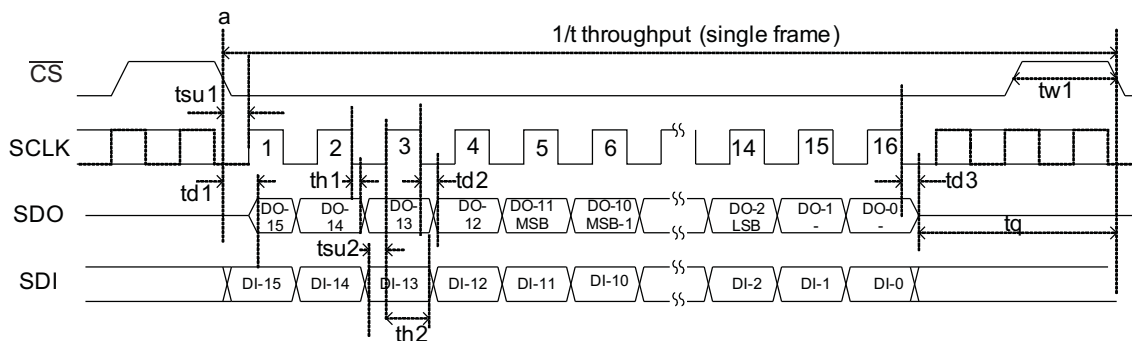 a
1/t throughput (single frame)
CS
tsu1
tw1
SCLK
1 2 3 4 5 6 14 15 16
td1
th1
td2
td3
SDO
DO-15 DO-14 DO-13 DO-12 DO-11 MSB DO-10 MSB-1 DO-2 LSB DO-1 - DO-0 -
tsu2
tq
SDI
DI-15 DI-14 DI-13 DI-12 DI-11 DI-10 DI-2 DI-1 DI-0
th2